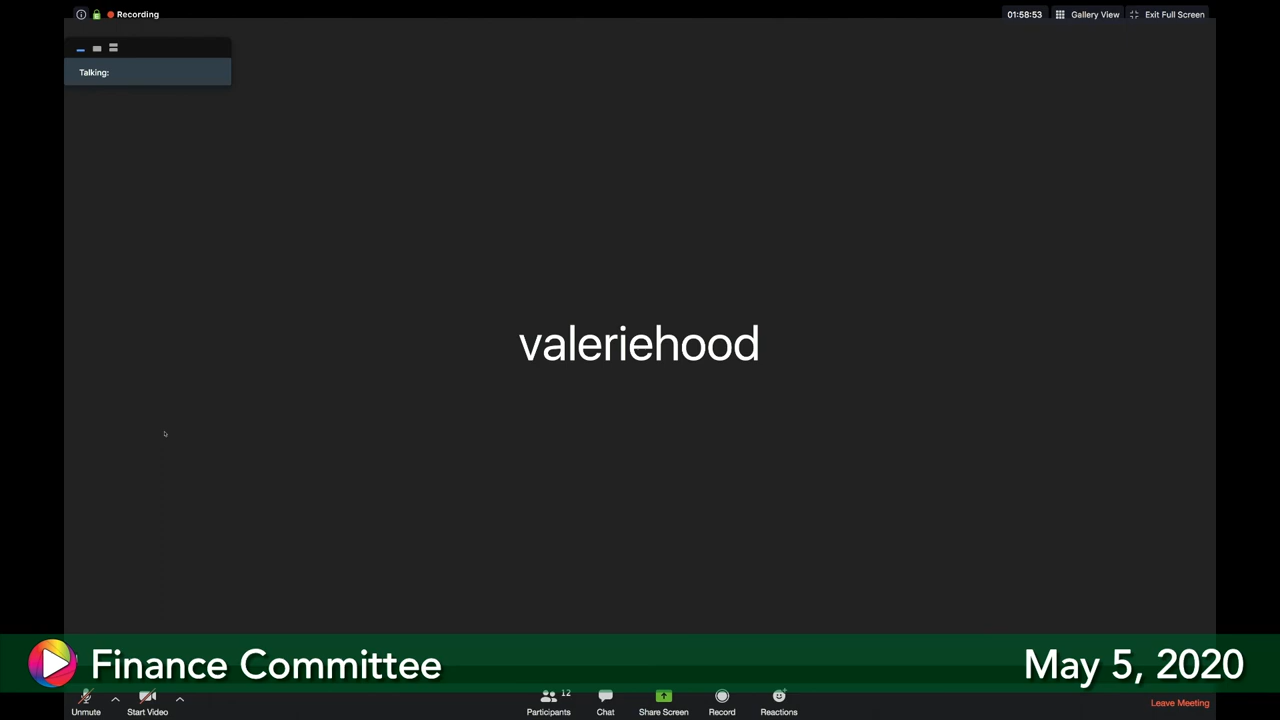 Recording
01:58:53
Gallery View
Exit Full Screen
Talking:
valeriehood
Finance Committee
May 5, 2020
Unmute
Start Video
12
Participants
Chat
Share Screen
Record
Reactions
Leave Meeting